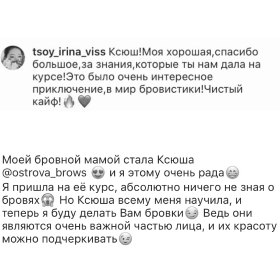 tsoy_irina_viss Ксюш!Моя хорошая,спасибо
большое,за знания,которые ты нам дала на
курсе!Это было очень интересное
приключение,в мир бровистики!Чистый
кайф!🔥🖤
Моей бровной мамой стала Ксюша
@ostrova_brows 😍 и я этому очень рада😄
Я пришла на её курс, абсолютно ничего не зная о
бровях😱 Но Ксюша всему меня научила, и
теперь я буду делать Вам бровки😏 Ведь они
являются очень важной частью лица, и их красоту
можно подчеркивать😏